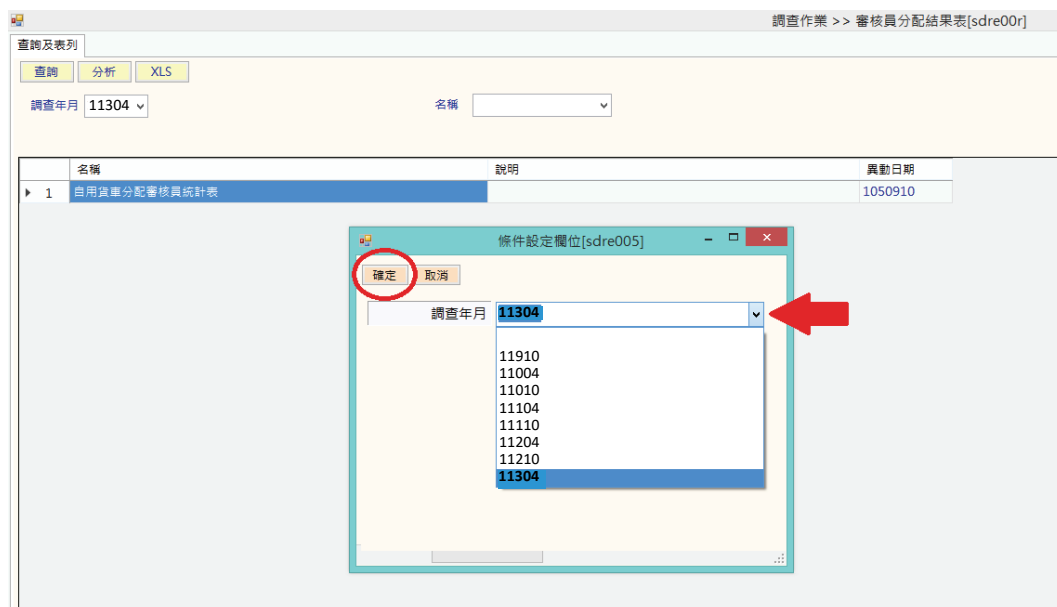 調查作業 >> 審核員分配結果表[sdre00r]
查詢及表列
查詢 分析 XLS
調查年月 11304 名稱
名稱 說明 異動日期
1 自用貨車分配審核員統計表 1050910
條件設定欄位[sdre005]
確定 取消
調查年月 11304
11910
11004
11010
11104
11110
11204
11210
11304